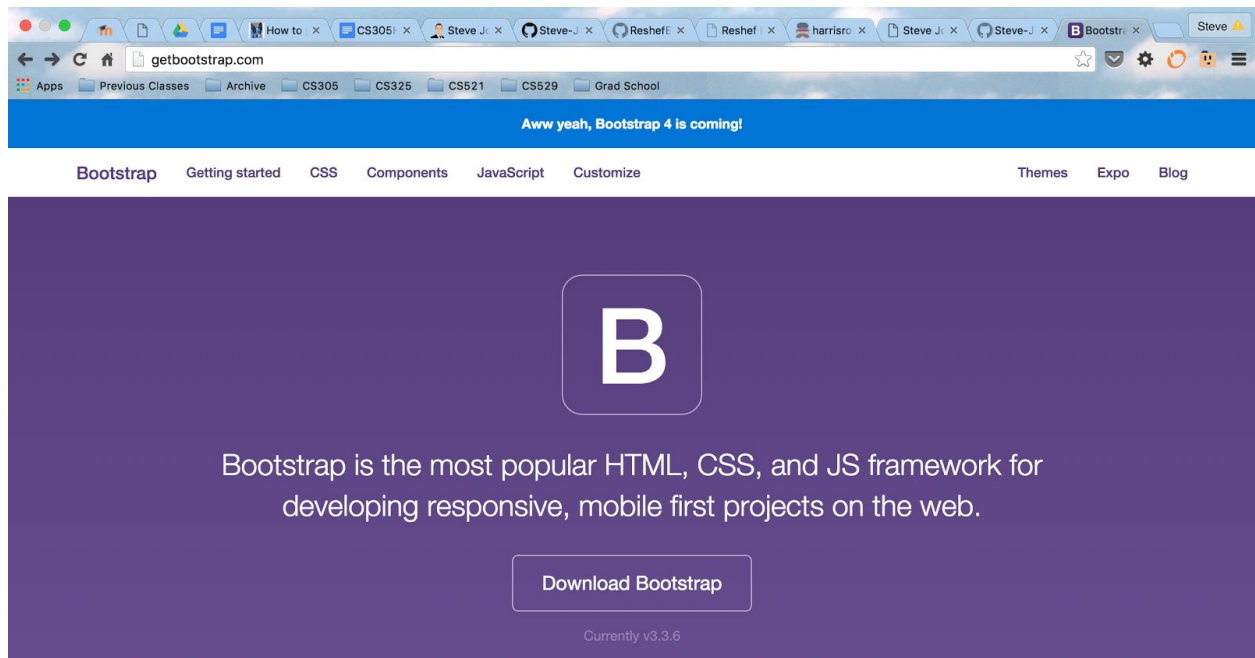 How to CS305 Steve Jo Steve-J Reshef Reshef harrisro Steve Jo Steve-J Bootstra Steve
getbootstrap.com
Apps Previous Classes Archive CS305 CS325 CS521 CS529 Grad School
Aww yeah, Bootstrap 4 is coming!
Bootstrap Getting started CSS Components JavaScript Customize Themes Expo Blog
B
Bootstrap is the most popular HTML, CSS, and JS framework for
developing responsive, mobile first projects on the web.
Download Bootstrap
Currently v3.3.6